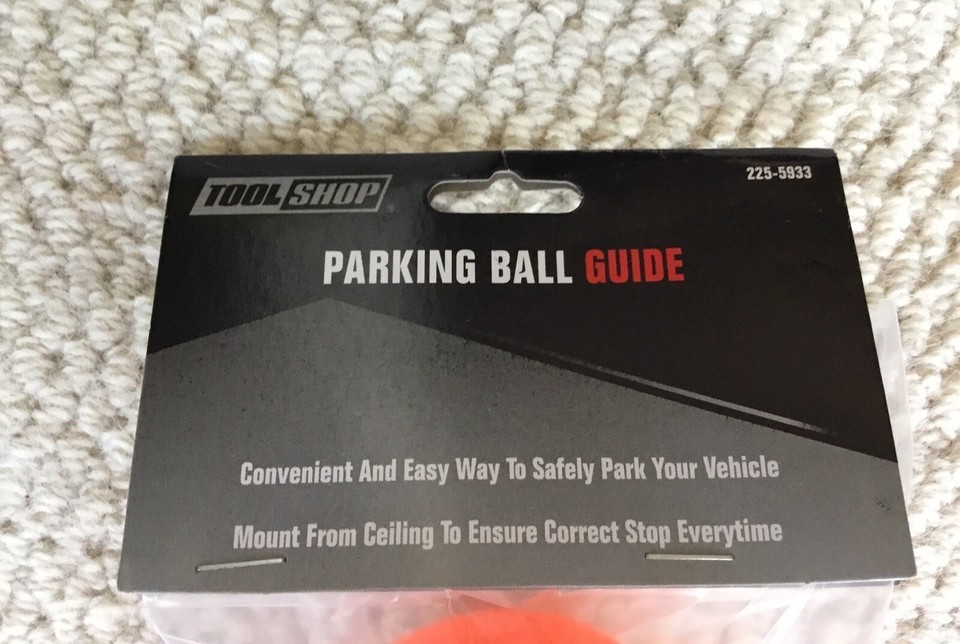 TOOL SHOP®
225-5933
PARKING BALL GUIDE
Convenient And Easy Way To Safely Park Your Vehicle
Mount From Ceiling To Ensure Correct Stop Everytime